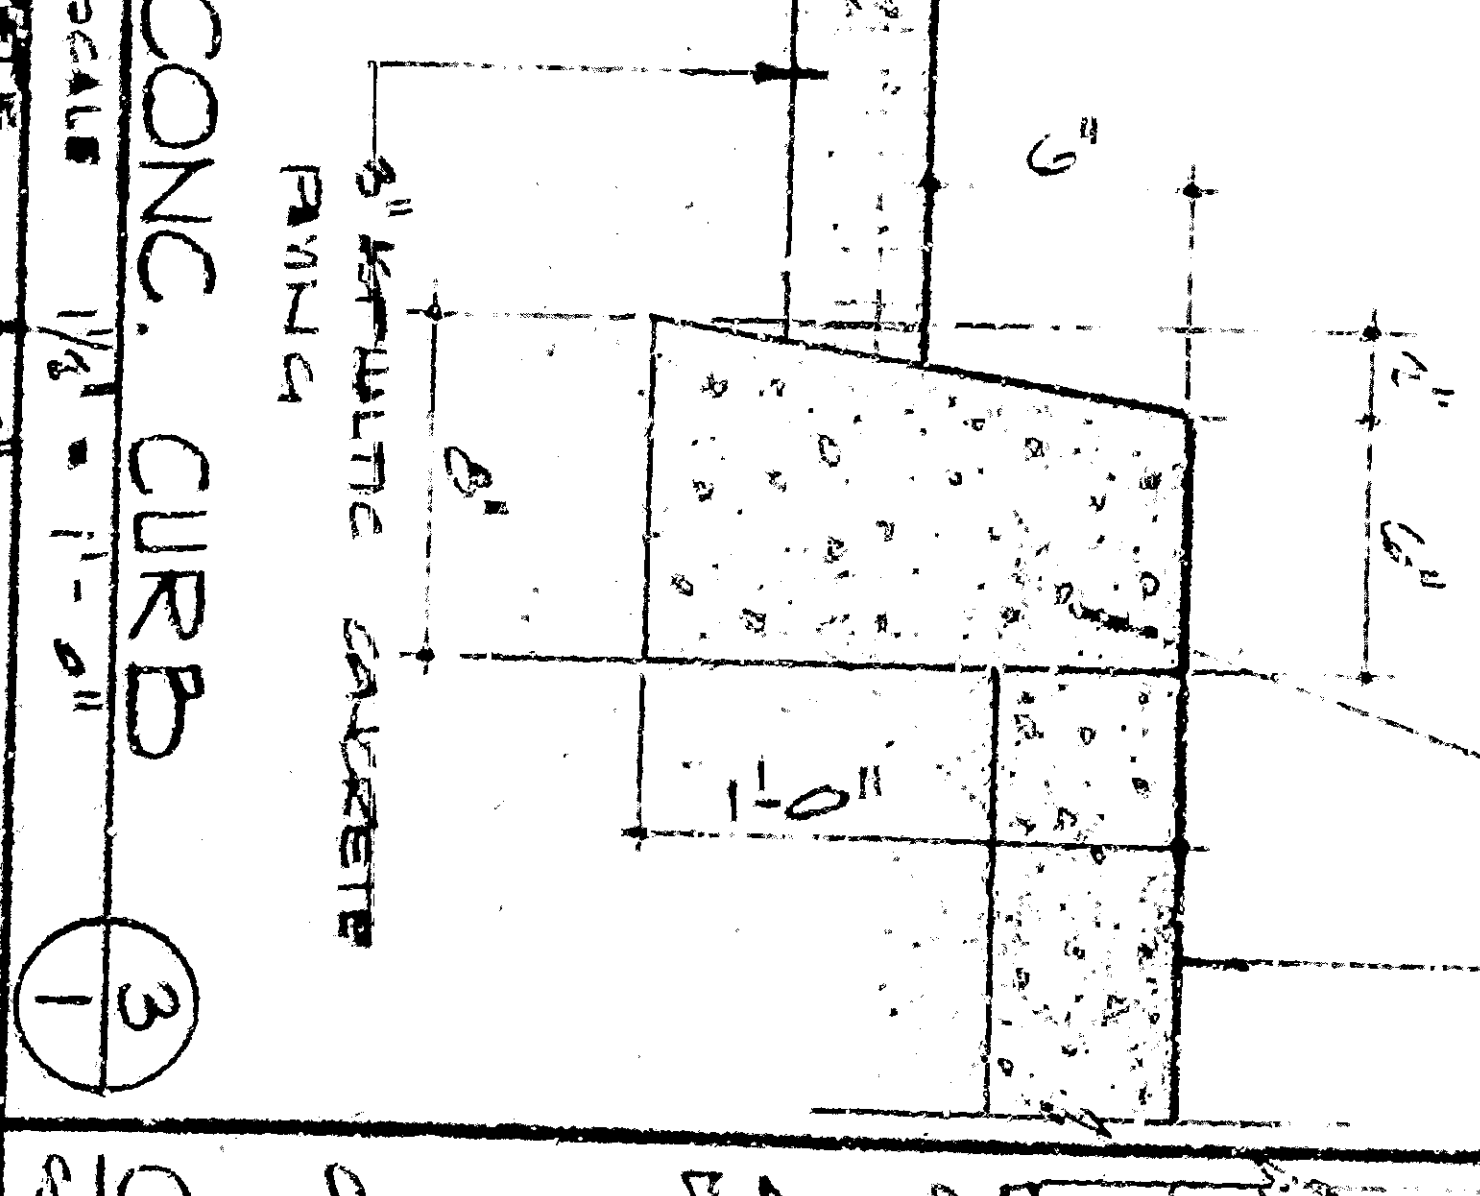 6"
2"
6"
8"
1'-0"
3" ASPHALTIC CONCRETE
PAVING
CONC. CURB
3
1
SCALE 1 1/2" = 1'-0"